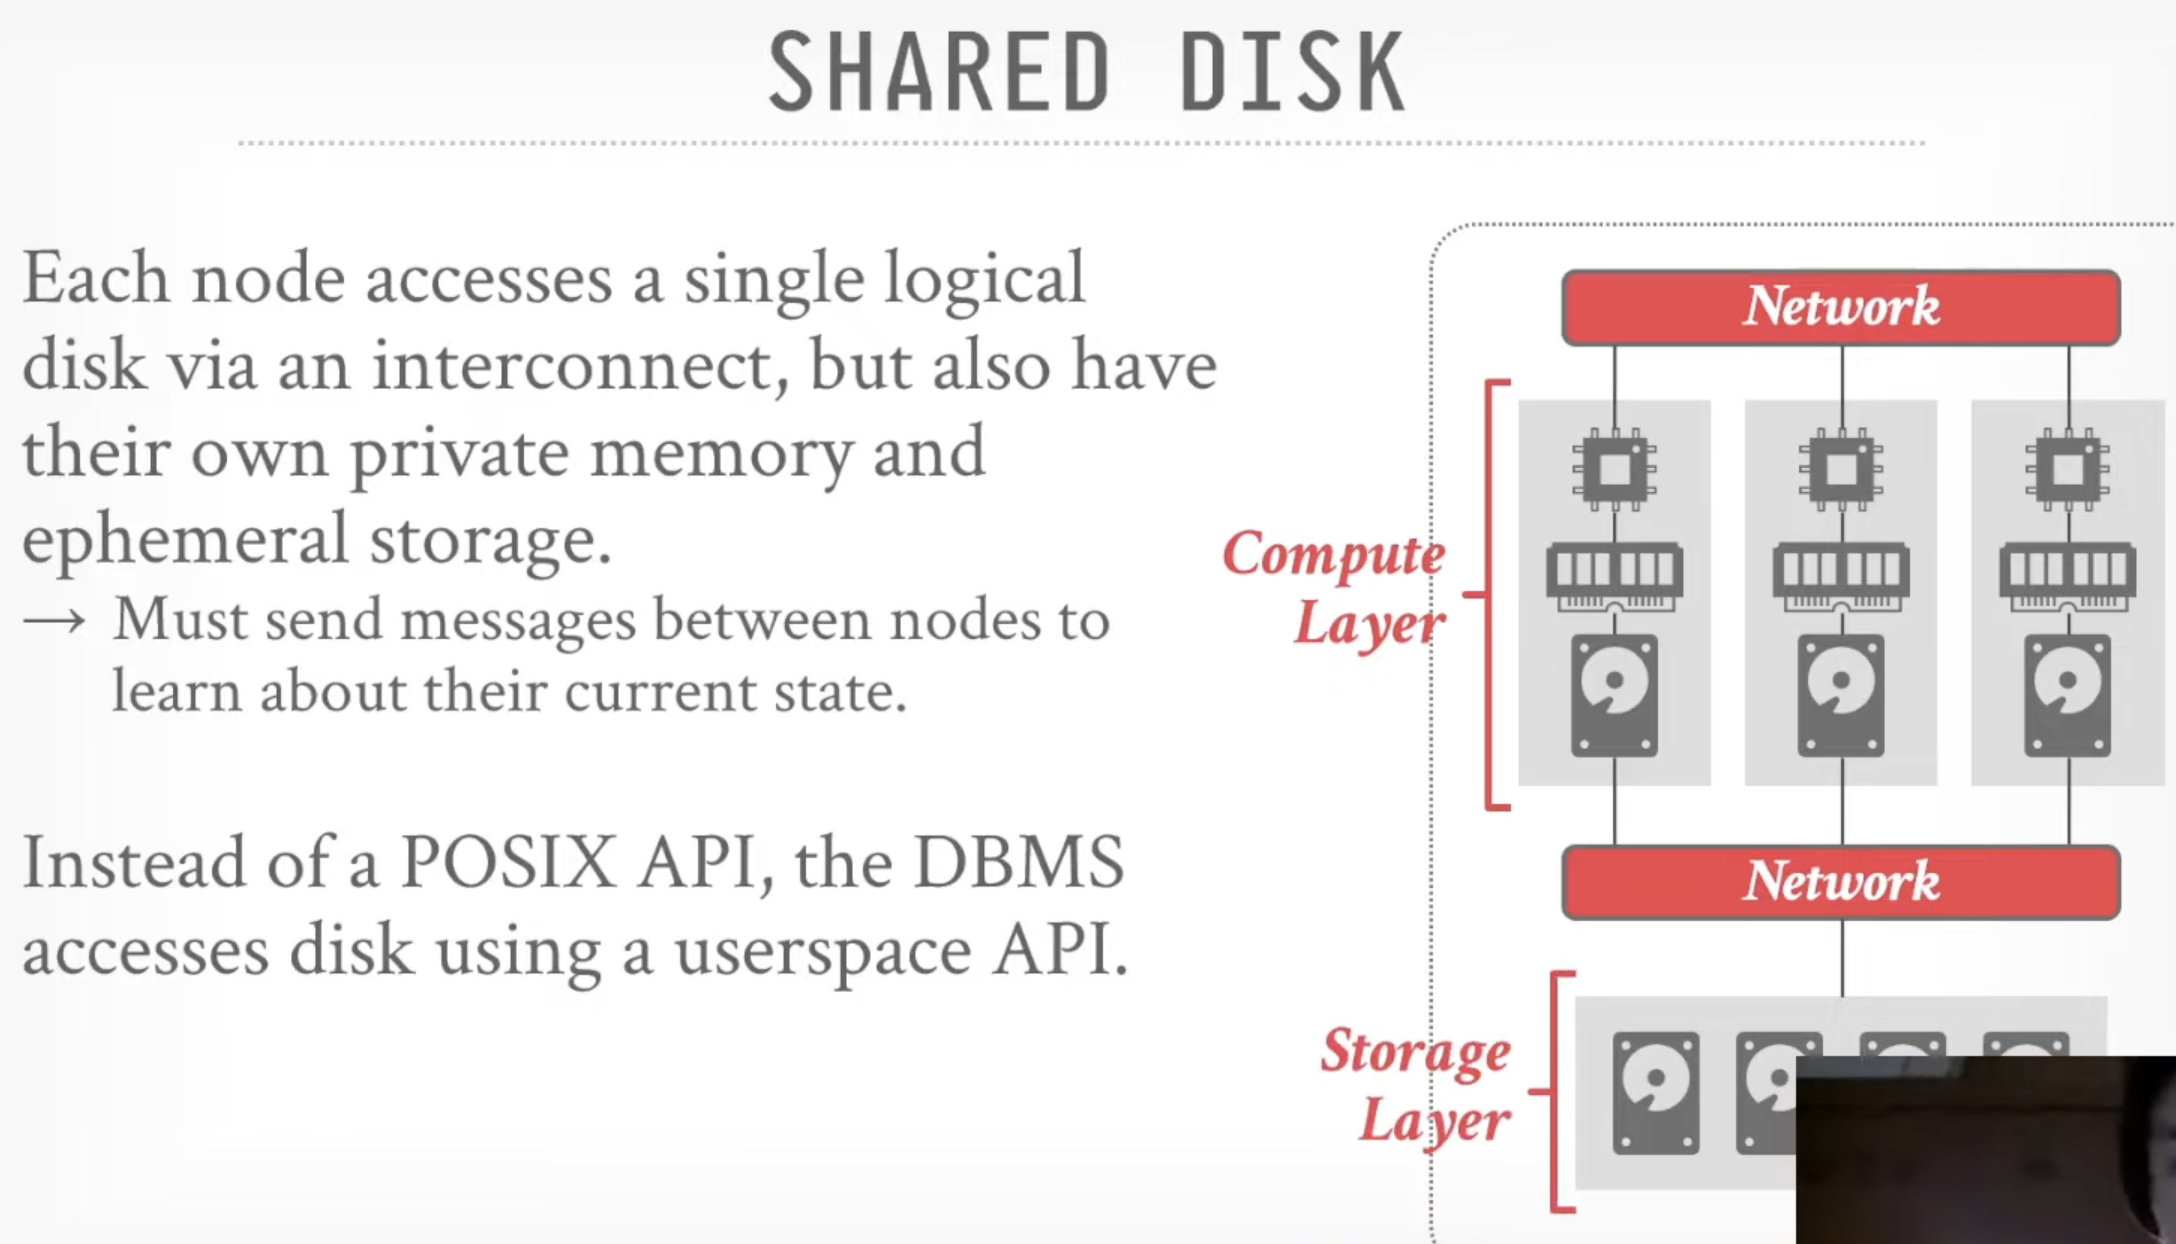 SHARED DISK
Each node accesses a single logical
disk via an interconnect, but also have
their own private memory and
ephemeral storage.
→ Must send messages between nodes to
learn about their current state.
Instead of a POSIX API, the DBMS
accesses disk using a userspace API.
Network
Compute
Layer
Network
Storage
Layer